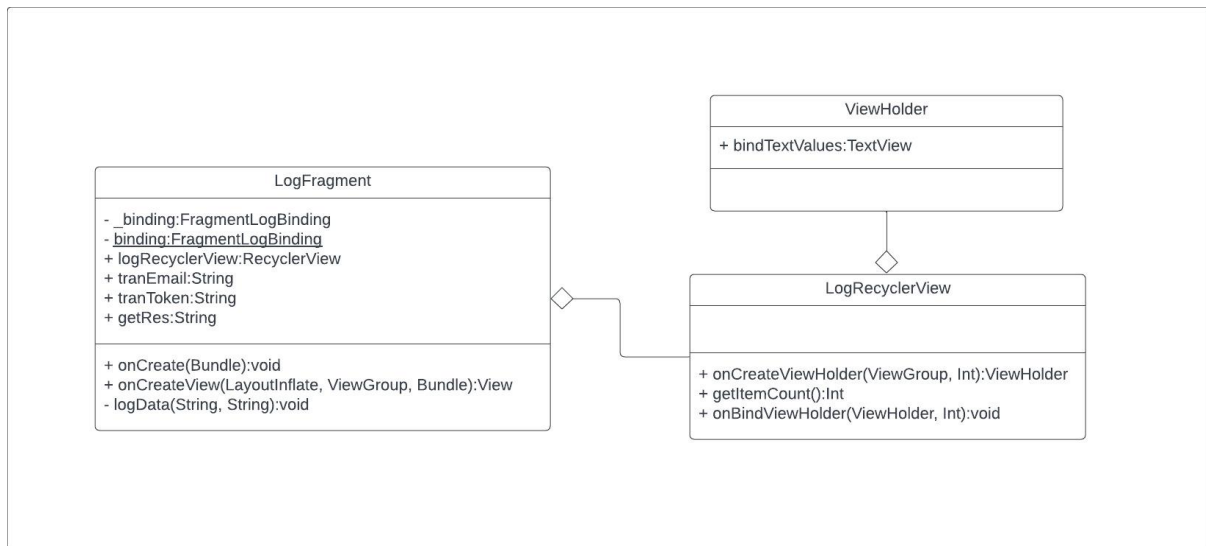 ViewHolder
+ bindTextValues:TextView
LogFragment
- _binding:FragmentLogBinding
- binding:FragmentLogBinding
+ logRecyclerView:RecyclerView
+ tranEmail:String
+ tranToken:String
+ getRes:String
+ onCreate(Bundle):void
+ onCreateView(LayoutInflate, ViewGroup, Bundle):View
- logData(String, String):void
LogRecyclerView
+ onCreateViewHolder(ViewGroup, Int):ViewHolder
+ getItemCount():Int
+ onBindViewHolder(ViewHolder, Int):void